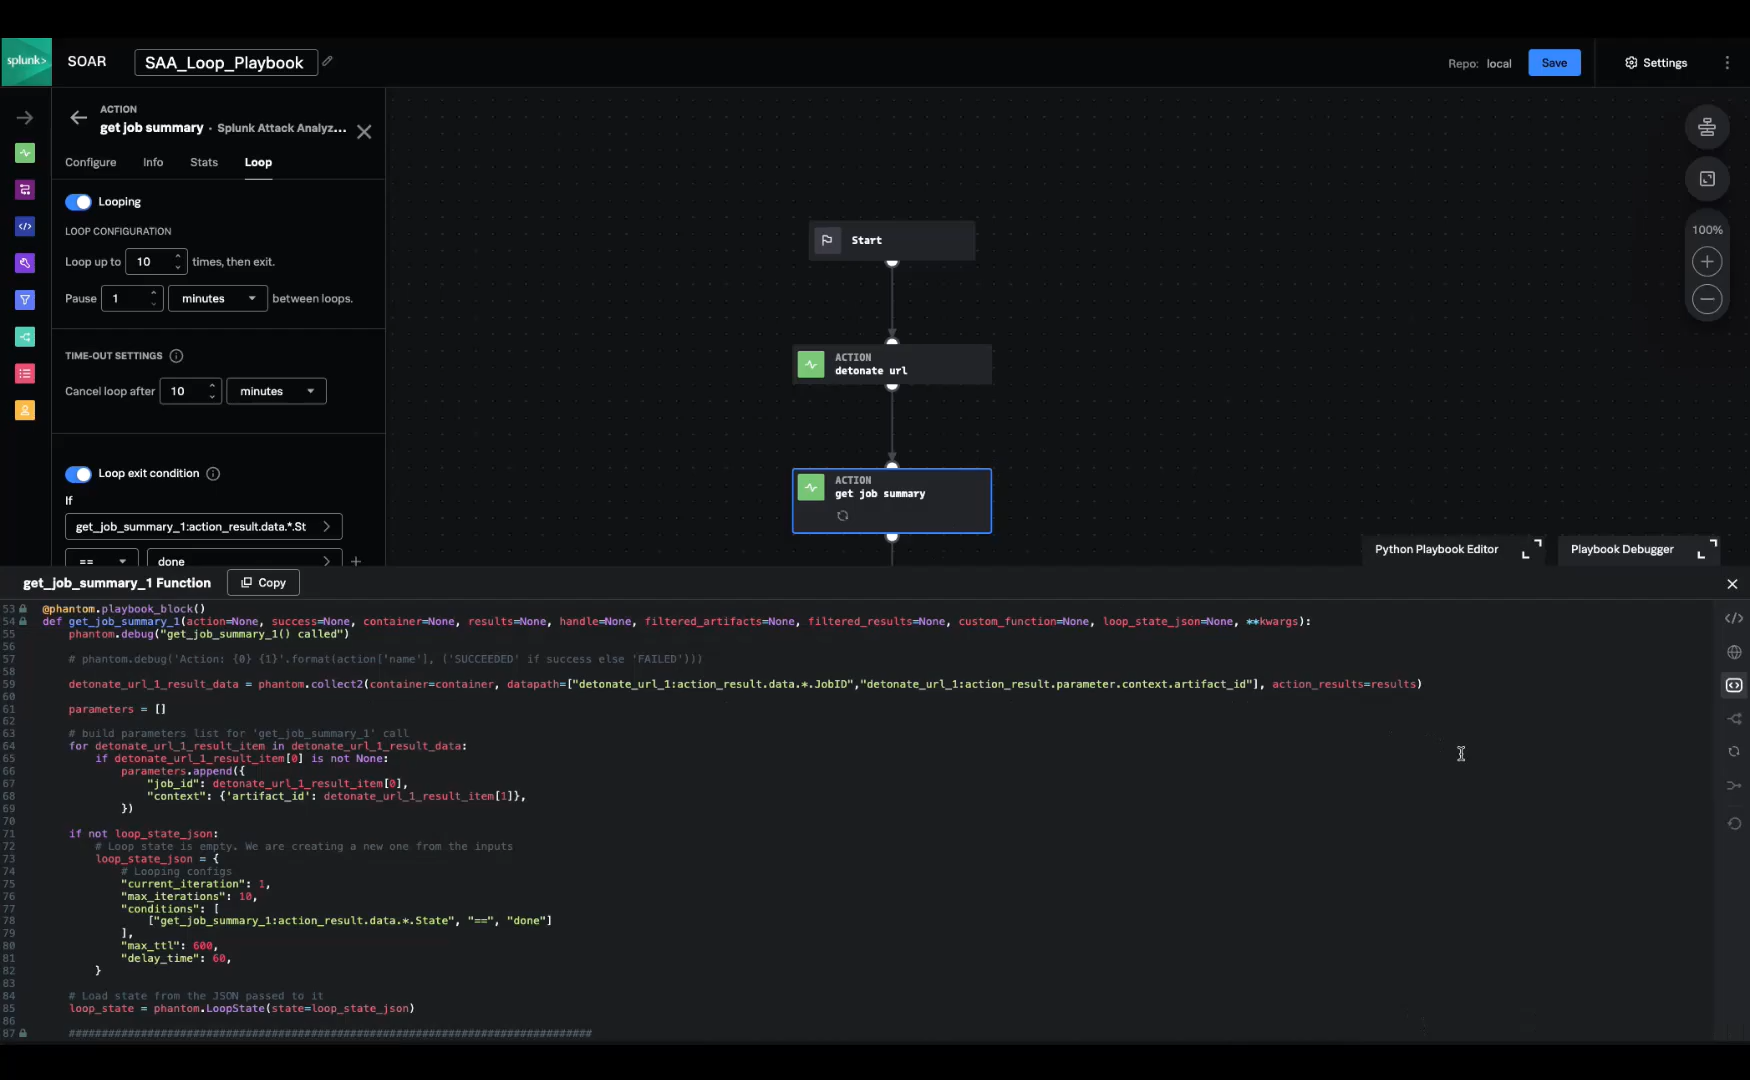 splunk>
SOAR
SAA_Loop_Playbook
Repo: local
Save
Settings
ACTION
get job summary · Splunk Attack Analyz...
Configure
Info
Stats
Loop
Looping
LOOP CONFIGURATION
Loop up to 10 times, then exit.
Pause 1 minutes between loops.
TIME-OUT SETTINGS
Cancel loop after 10 minutes
Loop exit condition
If
get_job_summary_1:action_result.data.*.St
== done
Start
ACTION
detonate url
ACTION
get job summary
100%
Python Playbook Editor
Playbook Debugger
get_job_summary_1 Function
Copy
53 @phantom.playbook_block()
54 def get_job_summary_1(action=None, success=None, container=None, results=None, handle=None, filtered_artifacts=None, filtered_results=None, custom_function=None, loop_state_json=None, **kwargs):
55 phantom.debug("get_job_summary_1() called")
56
57 # phantom.debug('Action: {0} {1}'.format(action['name'], ('SUCCEEDED' if success else 'FAILED')))
58
59 detonate_url_1_result_data = phantom.collect2(container=container, datapath=["detonate_url_1:action_result.data.*.JobID","detonate_url_1:action_result.parameter.context.artifact_id"], action_results=results)
60
61 parameters = []
62
63 # build parameters list for 'get_job_summary_1' call
64 for detonate_url_1_result_item in detonate_url_1_result_data:
65 if detonate_url_1_result_item[0] is not None:
66 parameters.append({
67 "job_id": detonate_url_1_result_item[0],
68 "context": {'artifact_id': detonate_url_1_result_item[1]},
69 })
70
71 if not loop_state_json:
72 # Loop state is empty. We are creating a new one from the inputs
73 loop_state_json = {
74 # Looping configs
75 "current_iteration": 1,
76 "max_iterations": 10,
77 "conditions": [
78 ["get_job_summary_1:action_result.data.*.State", "==", "done"]
79 ],
80 "max_ttl": 600,
81 "delay_time": 60,
82 }
83
84 # Load state from the JSON passed to it
85 loop_state = phantom.LoopState(state=loop_state_json)
86
87 ################################################################################